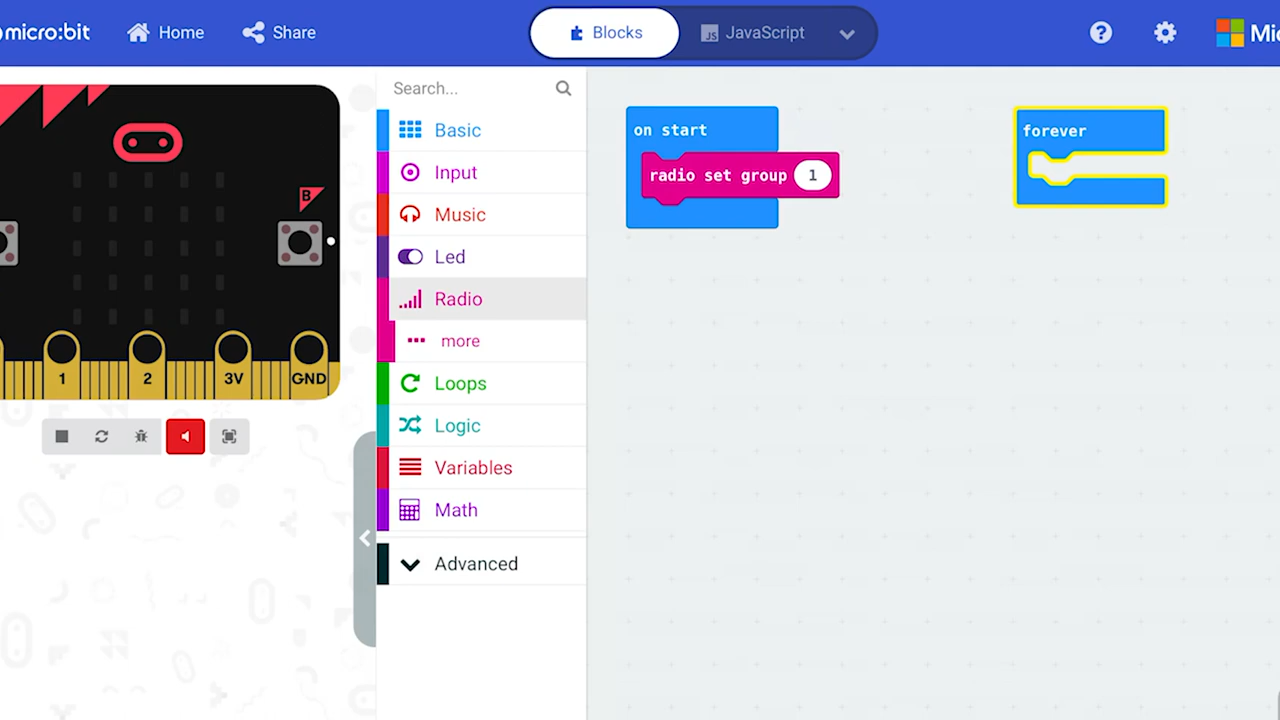 micro:bit
Home
Share
Blocks
JS JavaScript
?
Mi
Search...
Basic
Input
Music
Led
Radio
more
Loops
Logic
Variables
Math
Advanced
B
1 2 3V GND
on start
radio set group 1
forever